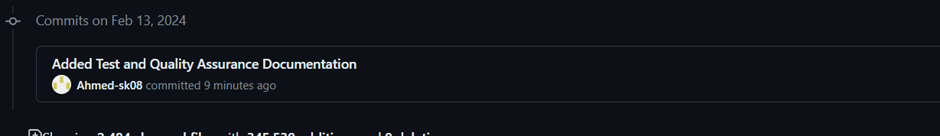 Commits on Feb 13, 2024
Added Test and Quality Assurance Documentation
Ahmed-sk08 committed 9 minutes ago